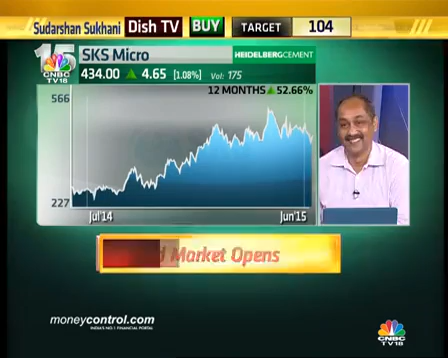 Sudarshan Sukhani Dish TV BUY TARGET 104
15 CNBC TV18
SKS Micro HEIDELBERGCEMENT
434.00 4.65 [1.08%] Vol: 175
12 MONTHS 52.66%
566
227
Jul'14 Jun'15
Market Opens
moneycontrol.com
INDIA'S NO.1 FINANCIAL PORTAL
CNBC
TV18